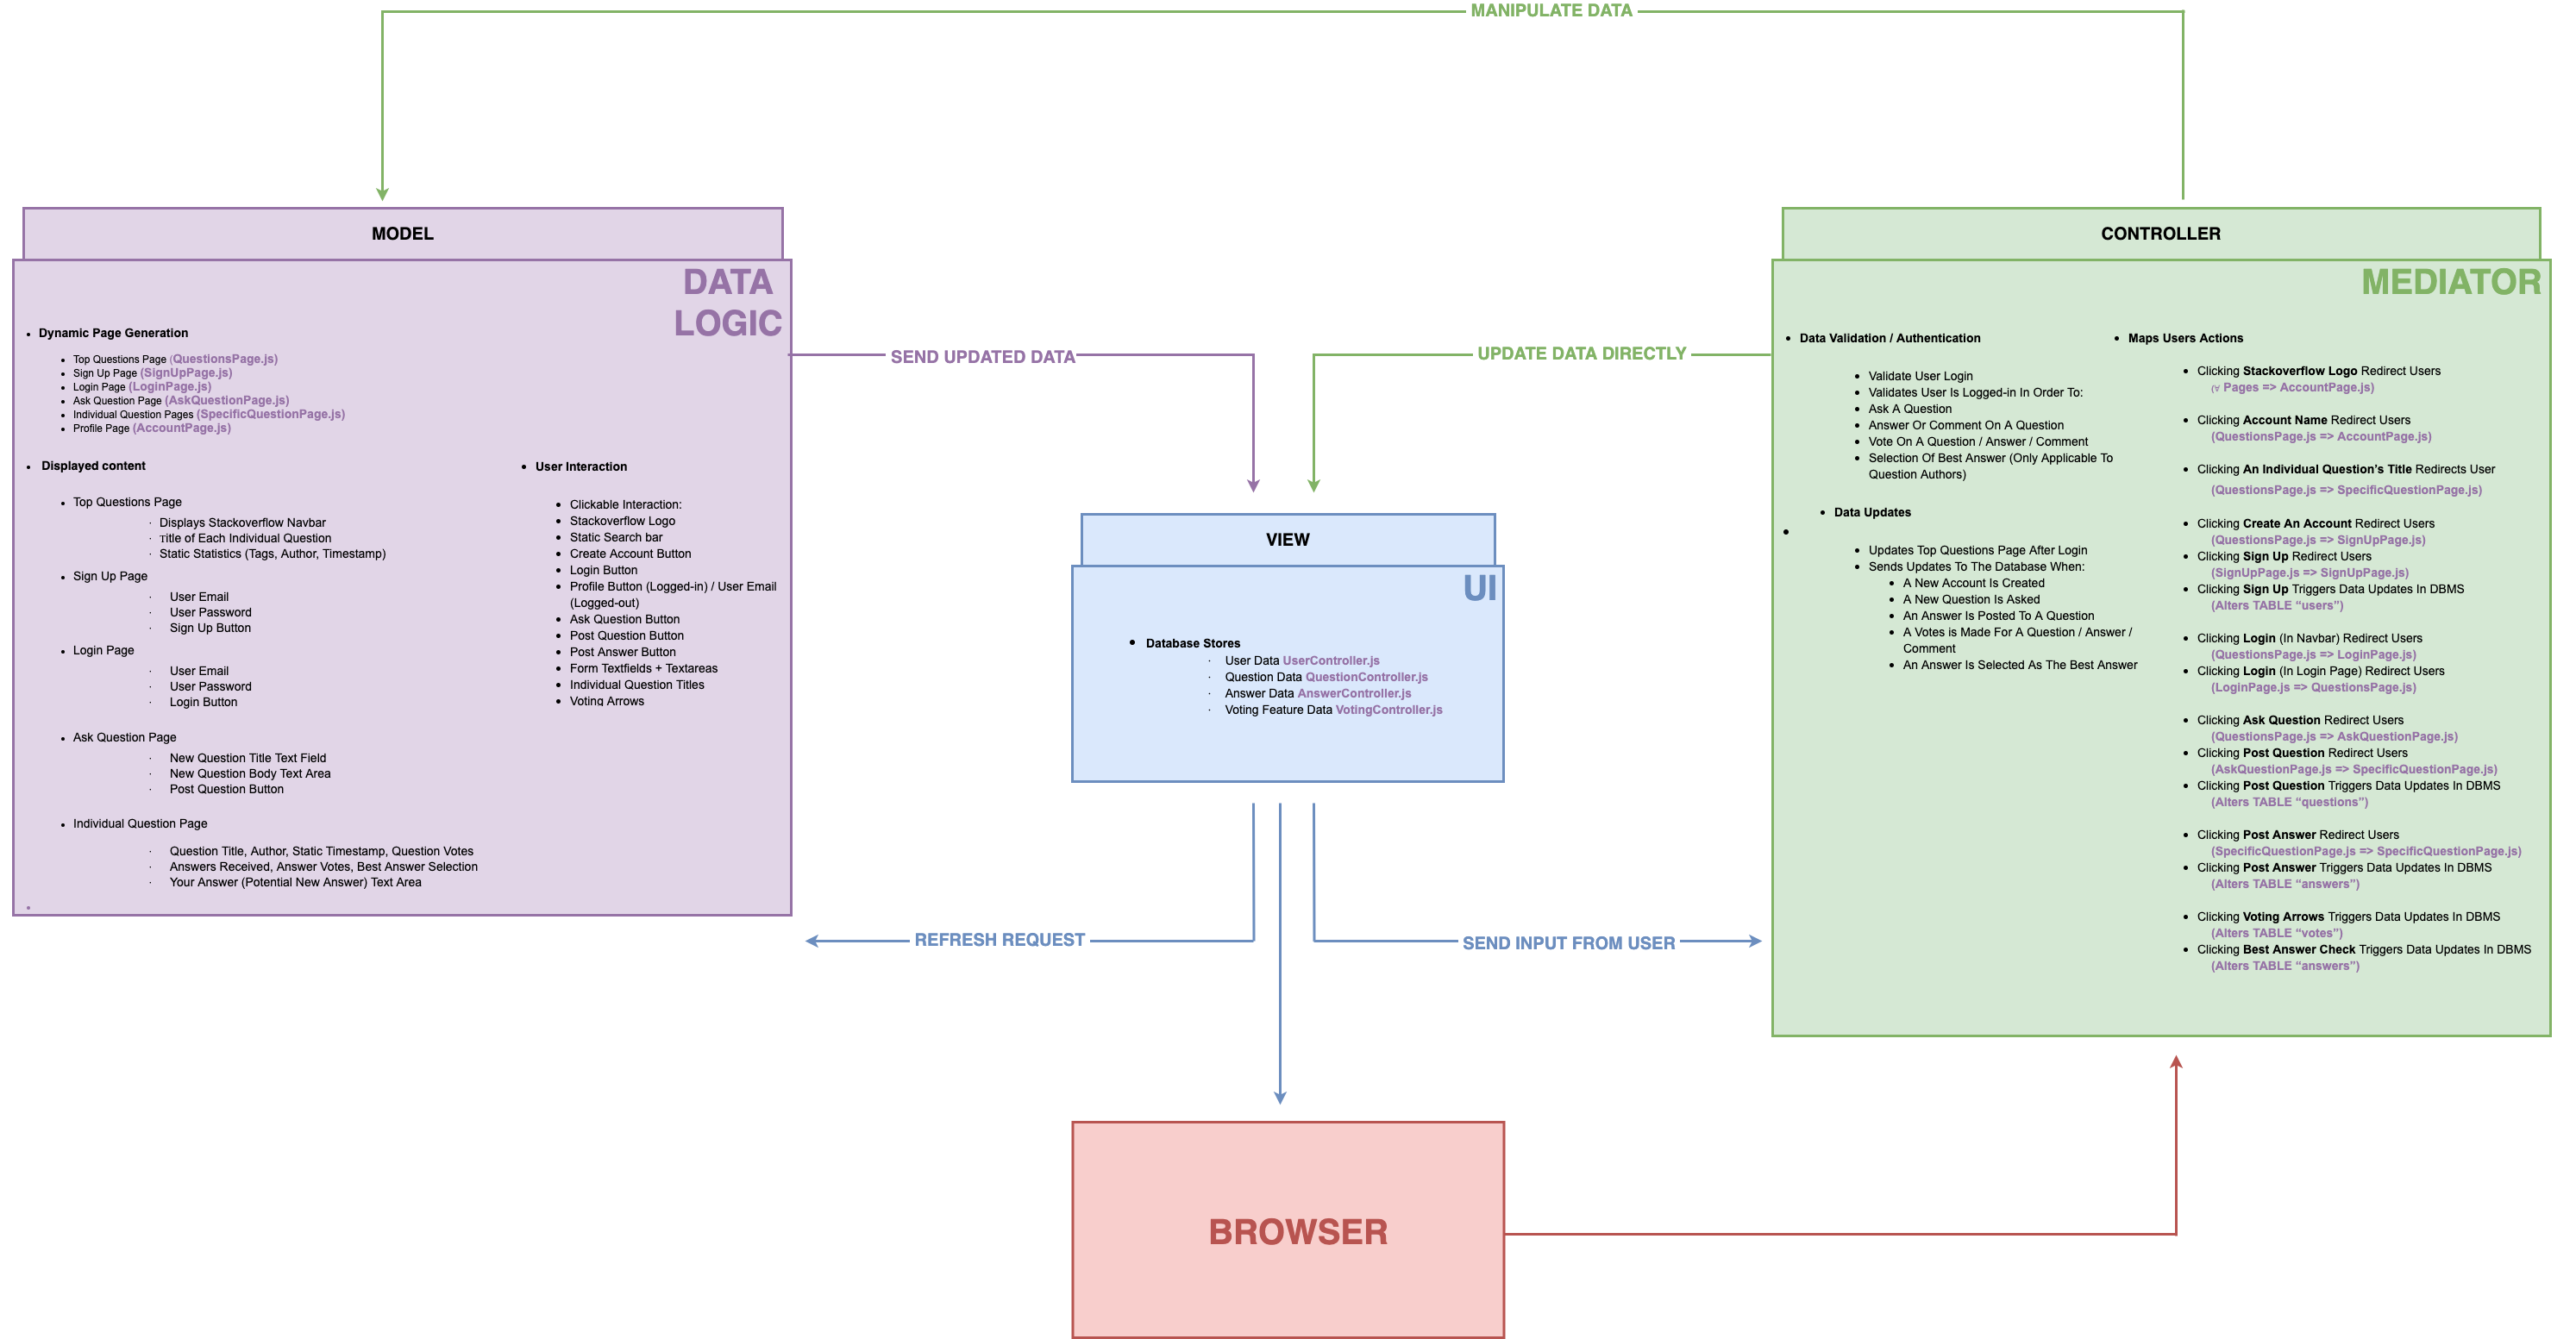 MANIPULATE DATA
MODEL
DATA
LOGIC
• Dynamic Page Generation
• Top Questions Page (QuestionsPage.js)
• Sign Up Page (SignUpPage.js)
• Login Page (LoginPage.js)
• Ask Question Page (AskQuestionPage.js)
• Individual Question Pages (SpecificQuestionPage.js)
• Profile Page (AccountPage.js)
• Displayed content
• Top Questions Page
· Displays Stackoverflow Navbar
· Title of Each Individual Question
· Static Statistics (Tags, Author, Timestamp)
• Sign Up Page
· User Email
· User Password
· Sign Up Button
• Login Page
· User Email
· User Password
· Login Button
• Ask Question Page
· New Question Title Text Field
· New Question Body Text Area
· Post Question Button
• Individual Question Page
· Question Title, Author, Static Timestamp, Question Votes
· Answers Received, Answer Votes, Best Answer Selection
· Your Answer (Potential New Answer) Text Area
• User Interaction
• Clickable Interaction:
• Stackoverflow Logo
• Static Search bar
• Create Account Button
• Login Button
• Profile Button (Logged-in) / User Email
(Logged-out)
• Ask Question Button
• Post Question Button
• Post Answer Button
• Form Textfields + Textareas
• Individual Question Titles
• Voting Arrows
SEND UPDATED DATA
UPDATE DATA DIRECTLY
VIEW
UI
• Database Stores
· User Data UserController.js
· Question Data QuestionController.js
· Answer Data AnswerController.js
· Voting Feature Data VotingController.js
REFRESH REQUEST
SEND INPUT FROM USER
CONTROLLER
MEDIATOR
• Data Validation / Authentication
• Validate User Login
• Validates User Is Logged-in In Order To:
• Ask A Question
• Answer Or Comment On A Question
• Vote On A Question / Answer / Comment
• Selection Of Best Answer (Only Applicable To
Question Authors)
• Data Updates
• Updates Top Questions Page After Login
• Sends Updates To The Database When:
• A New Account Is Created
• A New Question Is Asked
• An Answer Is Posted To A Question
• A Votes is Made For A Question / Answer /
Comment
• An Answer Is Selected As The Best Answer
• Maps Users Actions
• Clicking Stackoverflow Logo Redirect Users
(∀ Pages => AccountPage.js)
• Clicking Account Name Redirect Users
(QuestionsPage.js => AccountPage.js)
• Clicking An Individual Question’s Title Redirects User
(QuestionsPage.js => SpecificQuestionPage.js)
• Clicking Create An Account Redirect Users
(QuestionsPage.js => SignUpPage.js)
• Clicking Sign Up Redirect Users
(SignUpPage.js => SignUpPage.js)
• Clicking Sign Up Triggers Data Updates In DBMS
(Alters TABLE “users”)
• Clicking Login (In Navbar) Redirect Users
(QuestionsPage.js => LoginPage.js)
• Clicking Login (In Login Page) Redirect Users
(LoginPage.js => QuestionsPage.js)
• Clicking Ask Question Redirect Users
(QuestionsPage.js => AskQuestionPage.js)
• Clicking Post Question Redirect Users
(AskQuestionPage.js => SpecificQuestionPage.js)
• Clicking Post Question Triggers Data Updates In DBMS
(Alters TABLE “questions”)
• Clicking Post Answer Redirect Users
(SpecificQuestionPage.js => SpecificQuestionPage.js)
• Clicking Post Answer Triggers Data Updates In DBMS
(Alters TABLE “answers”)
• Clicking Voting Arrows Triggers Data Updates In DBMS
(Alters TABLE “votes”)
• Clicking Best Answer Check Triggers Data Updates In DBMS
(Alters TABLE “answers”)
BROWSER